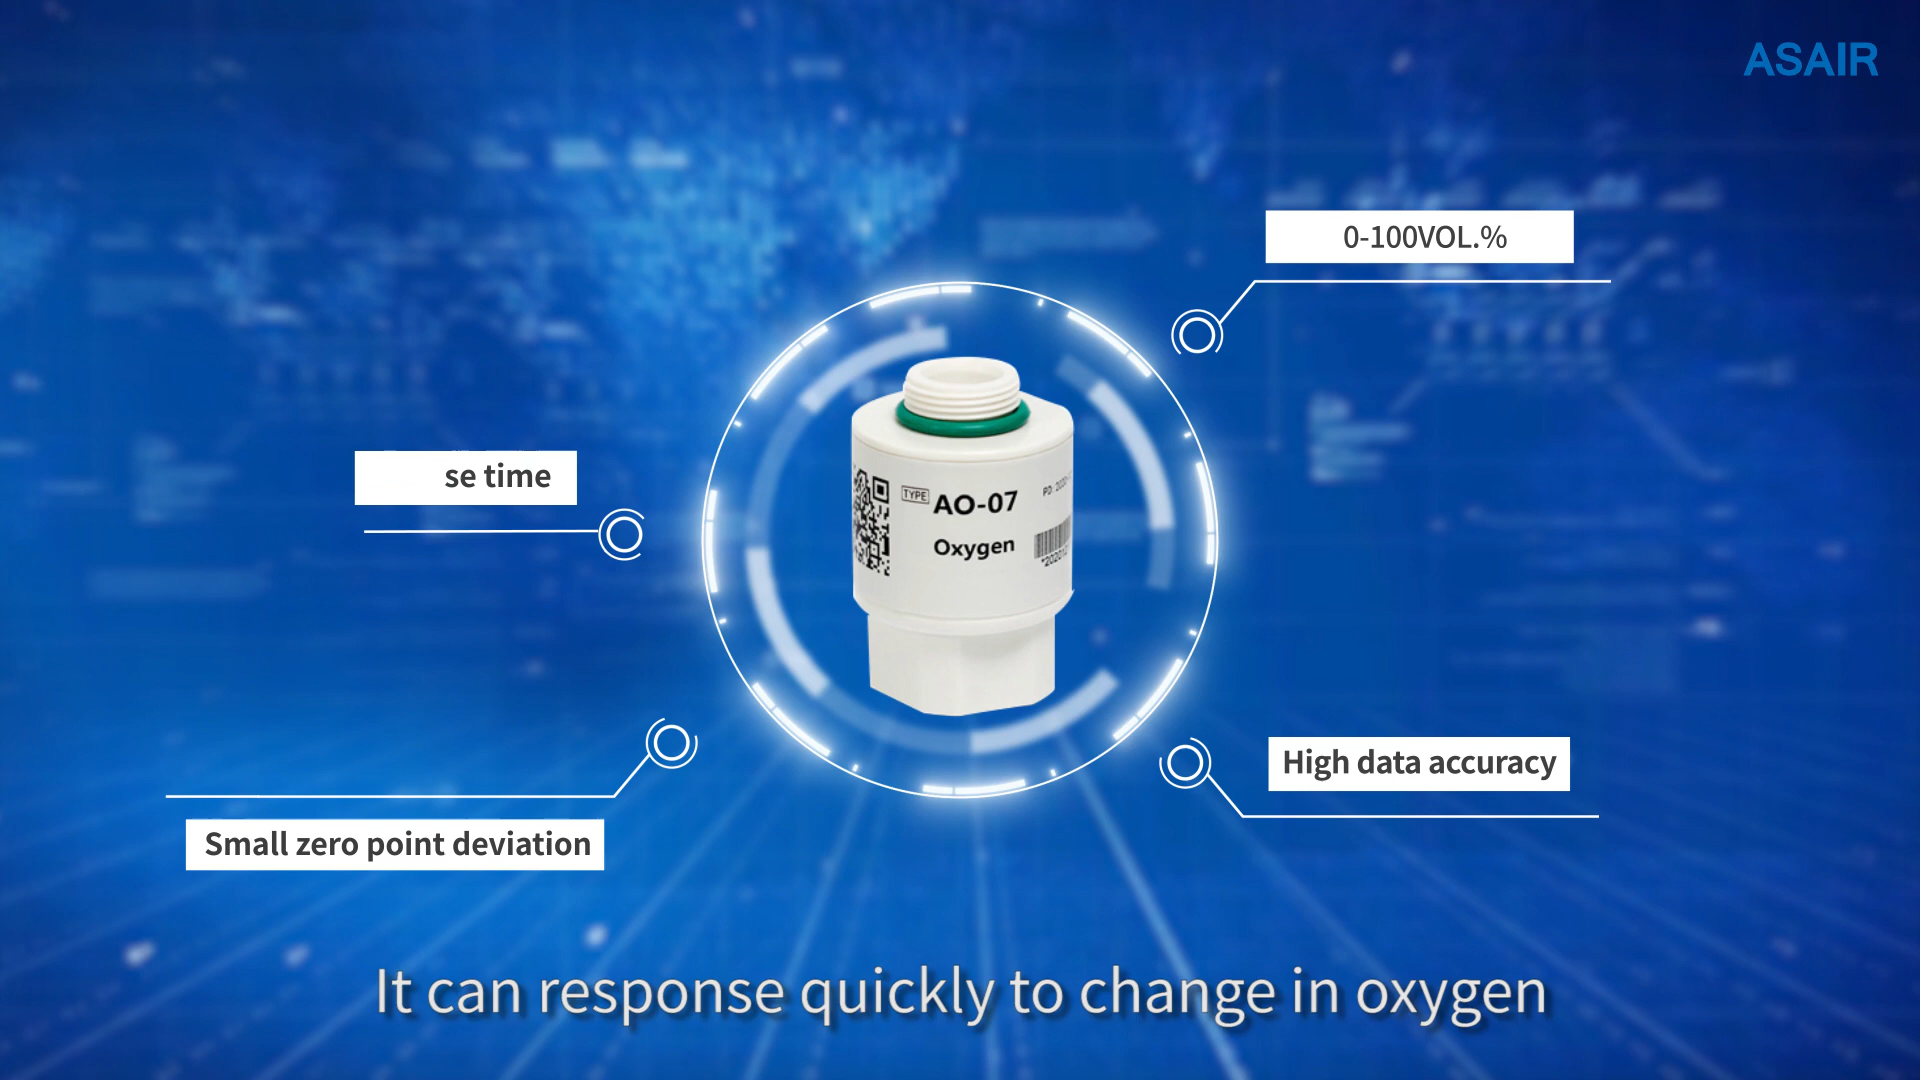 ASAIR
0-100VOL.%
se time
TYPE AO-07
Oxygen
High data accuracy
Small zero point deviation
It can response quickly to change in oxygen